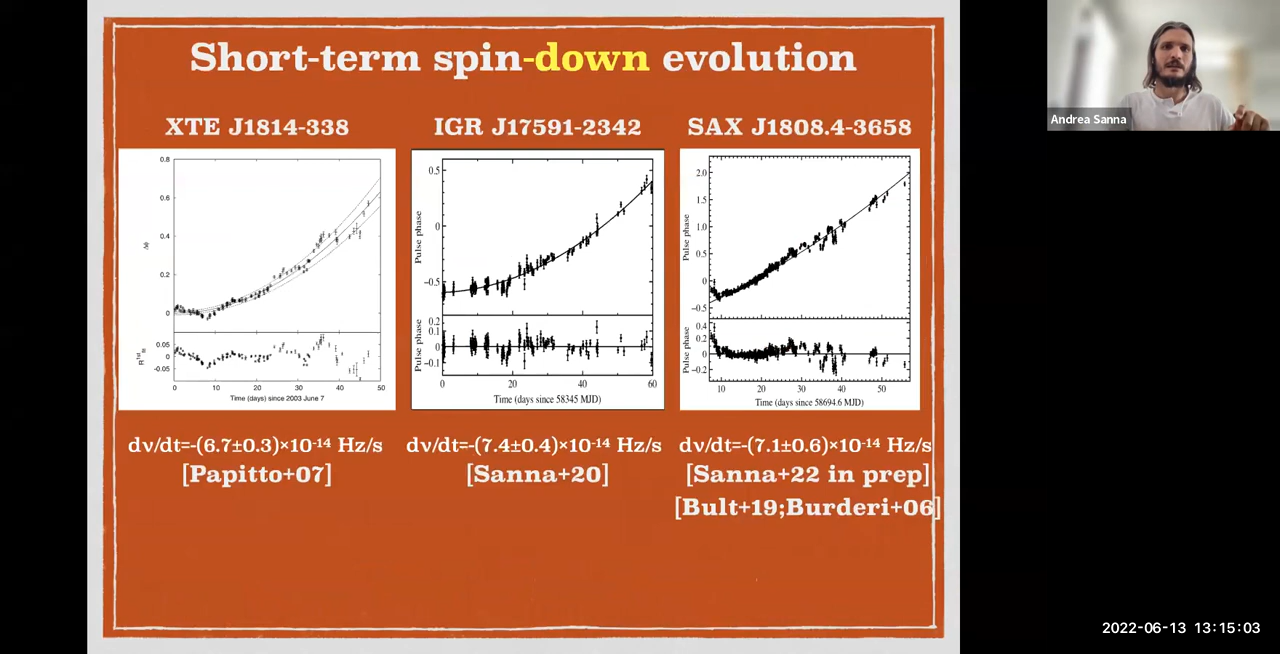 Short-term spin-down evolution
XTE J1814-338
IGR J17591-2342
SAX J1808.4-3658
0.8
0.6
0.4
0.2
0
0.05
0
-0.05
0 10 20 30 40 50
Time (days) since 2003 June 7
0.5
0
−0.5
Pulse phase
0.2
0.1
0
−0.1
Pulse phase
0 20 40 60
Time (days since 58345 MJD)
2.0
1.5
1.0
0.5
0
−0.5
Pulse phase
0.4
0.2
0
−0.2
Pulse phase
10 20 30 40 50
Time (days since 58694.6 MJD)
dν/dt=-(6.7±0.3)×10⁻¹⁴ Hz/s
[Papitto+07]
dν/dt=-(7.4±0.4)×10⁻¹⁴ Hz/s
[Sanna+20]
dν/dt=-(7.1±0.6)×10⁻¹⁴ Hz/s
[Sanna+22 in prep]
[Bult+19;Burderi+06]
Andrea Sanna
2022-06-13 13:15:03